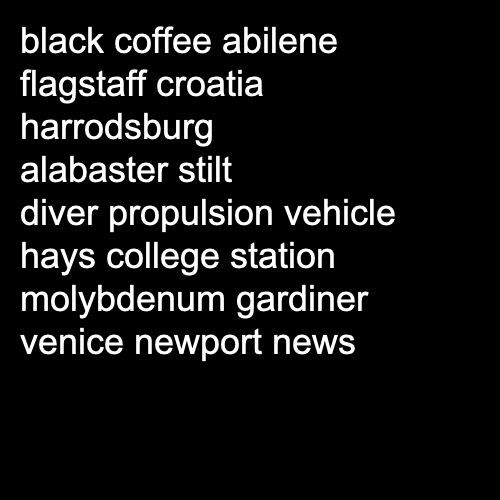 black coffee abilene
flagstaff croatia
harrodsburg
alabaster stilt
diver propulsion vehicle
hays college station
molybdenum gardiner
venice newport news